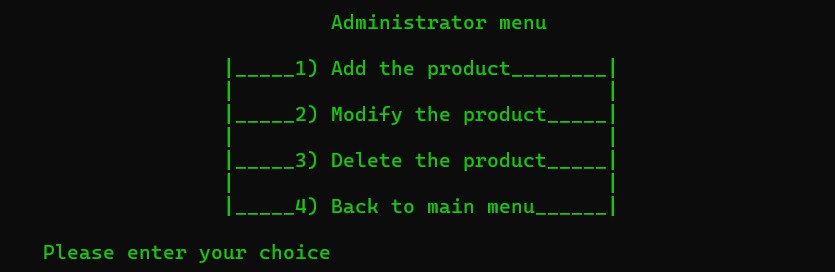 Administrator menu
|_____1) Add the product________|
|                                |
|_____2) Modify the product_____|
|                                |
|_____3) Delete the product_____|
|                                |
|_____4) Back to main menu______|
Please enter your choice